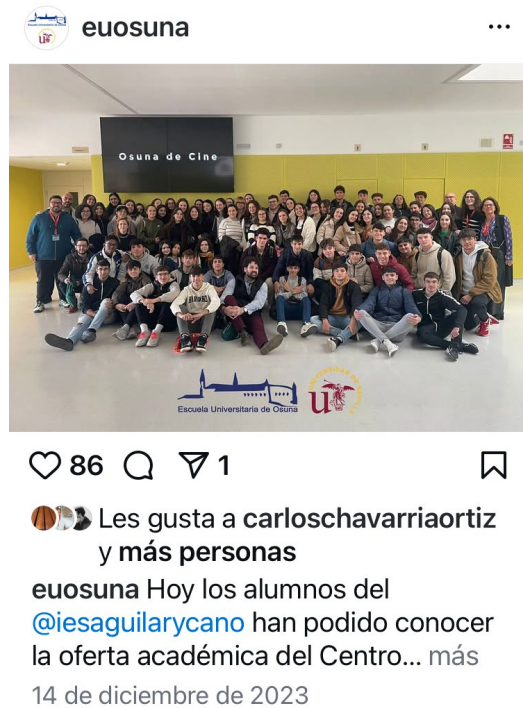 euosuna
Osuna de Cine
Escuela Universitaria de Osuna
86
1
Les gusta a carloschavarriaortiz
y más personas
euosuna Hoy los alumnos del
@iesaguilarycano han podido conocer
la oferta académica del Centro... más
14 de diciembre de 2023